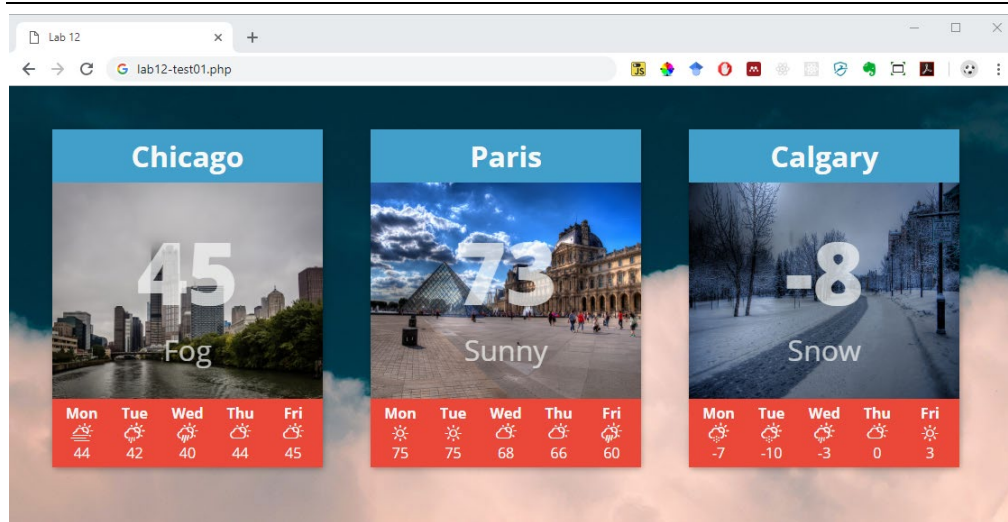 Lab 12
lab12-test01.php
JS
Chicago
45
Fog
Mon Tue Wed Thu Fri
44 42 40 44 45
Paris
73
Sunny
Mon Tue Wed Thu Fri
75 75 68 66 60
Calgary
-8
Snow
Mon Tue Wed Thu Fri
-7 -10 -3 0 3